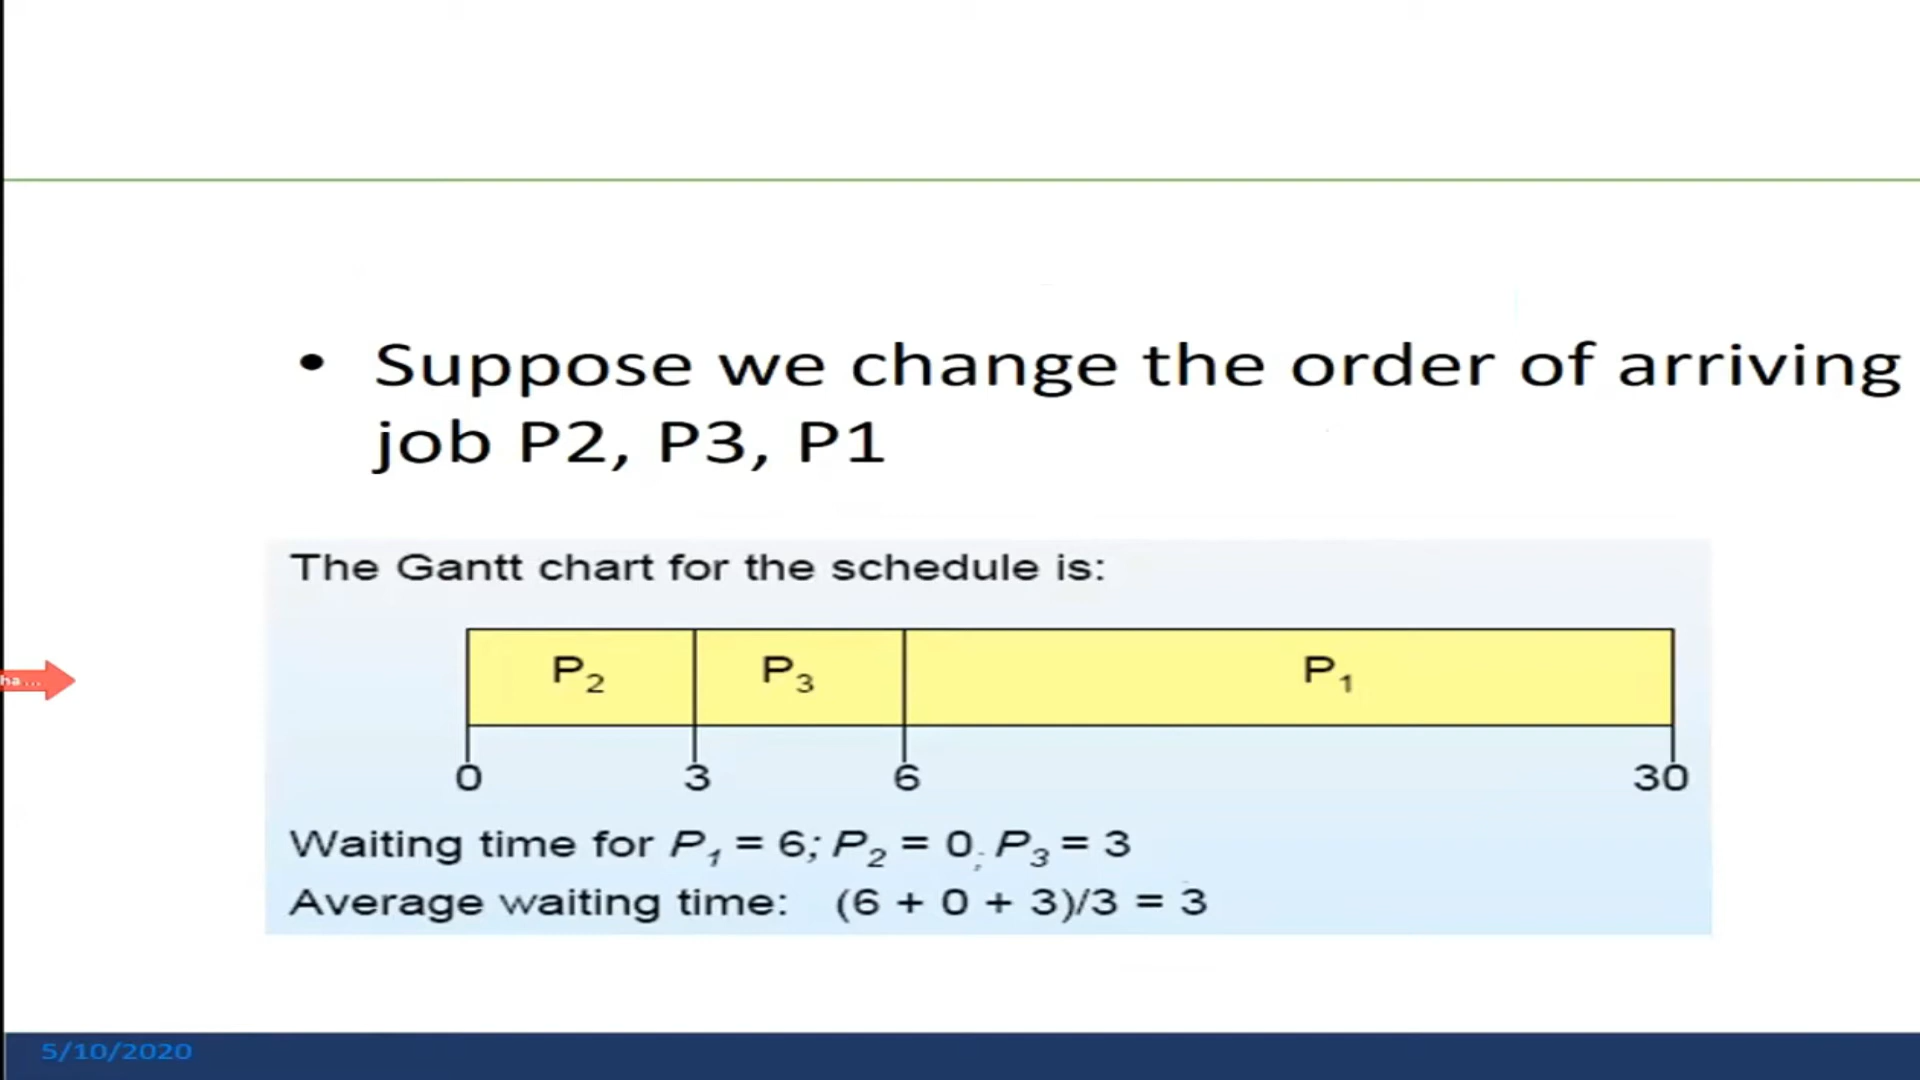 • Suppose we change the order of arriving
job P2, P3, P1
The Gantt chart for the schedule is:
P2 P3 P1
0 3 6 30
Waiting time for P1 = 6; P2 = 0; P3 = 3
Average waiting time: (6 + 0 + 3)/3 = 3
ha ...
5/10/2020